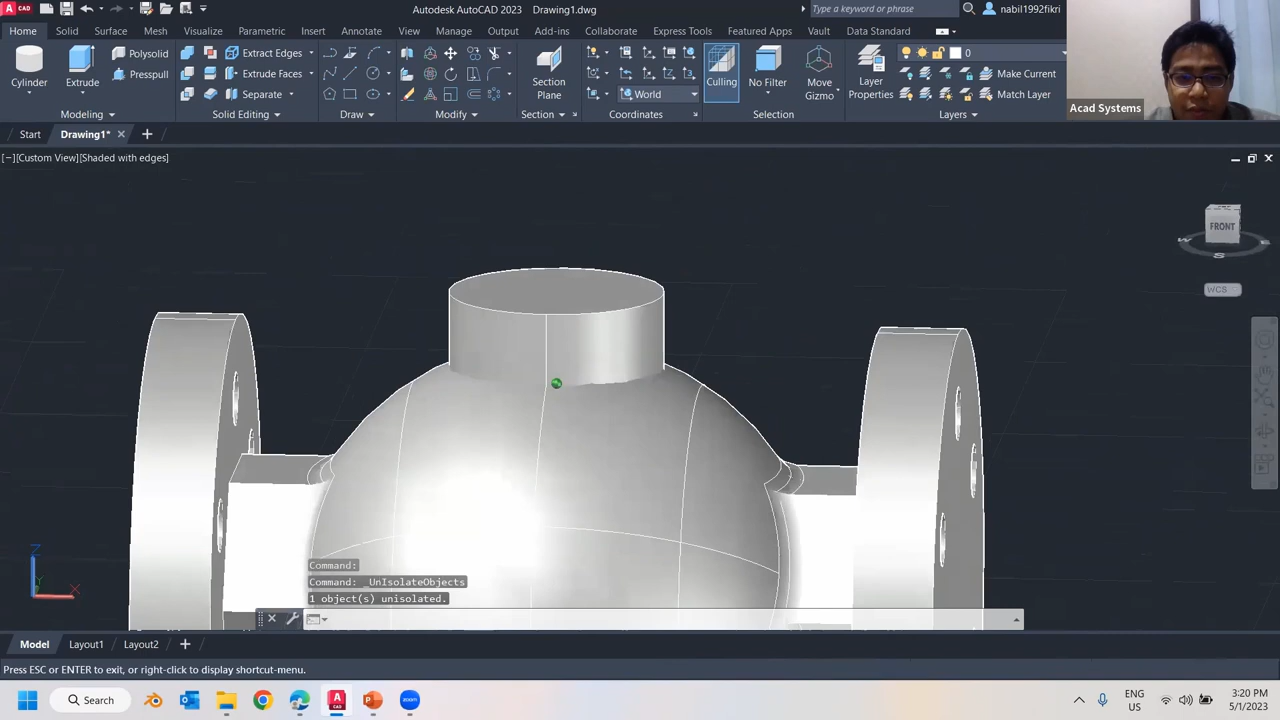 Autodesk AutoCAD 2023 Drawing1.dwg
Type a keyword or phrase
nabil1992fikri
CAD
Home Solid Surface Mesh Visualize Parametric Insert Annotate View Manage Output Add-ins Collaborate Express Tools Featured Apps Vault Data Standard
Polysolid
Presspull
Cylinder
Extrude
Modeling
Extract Edges
Extrude Faces
Separate
Solid Editing
Draw
Modify
Section
Plane
Section
World
Coordinates
Culling
No Filter
Move
Gizmo
Selection
Layer
Properties
0
Make Current
Match Layer
Layers
Acad Systems
Start
Drawing1*
[−][Custom View][Shaded with edges]
FRONT
W
S
WCS
Z
Y
X
Command:
Command: _UnIsolateObjects
1 object(s) unisolated.
Model
Layout1
Layout2
Press ESC or ENTER to exit, or right-click to display shortcut-menu.
Search
ENG
US
3:20 PM
5/1/2023